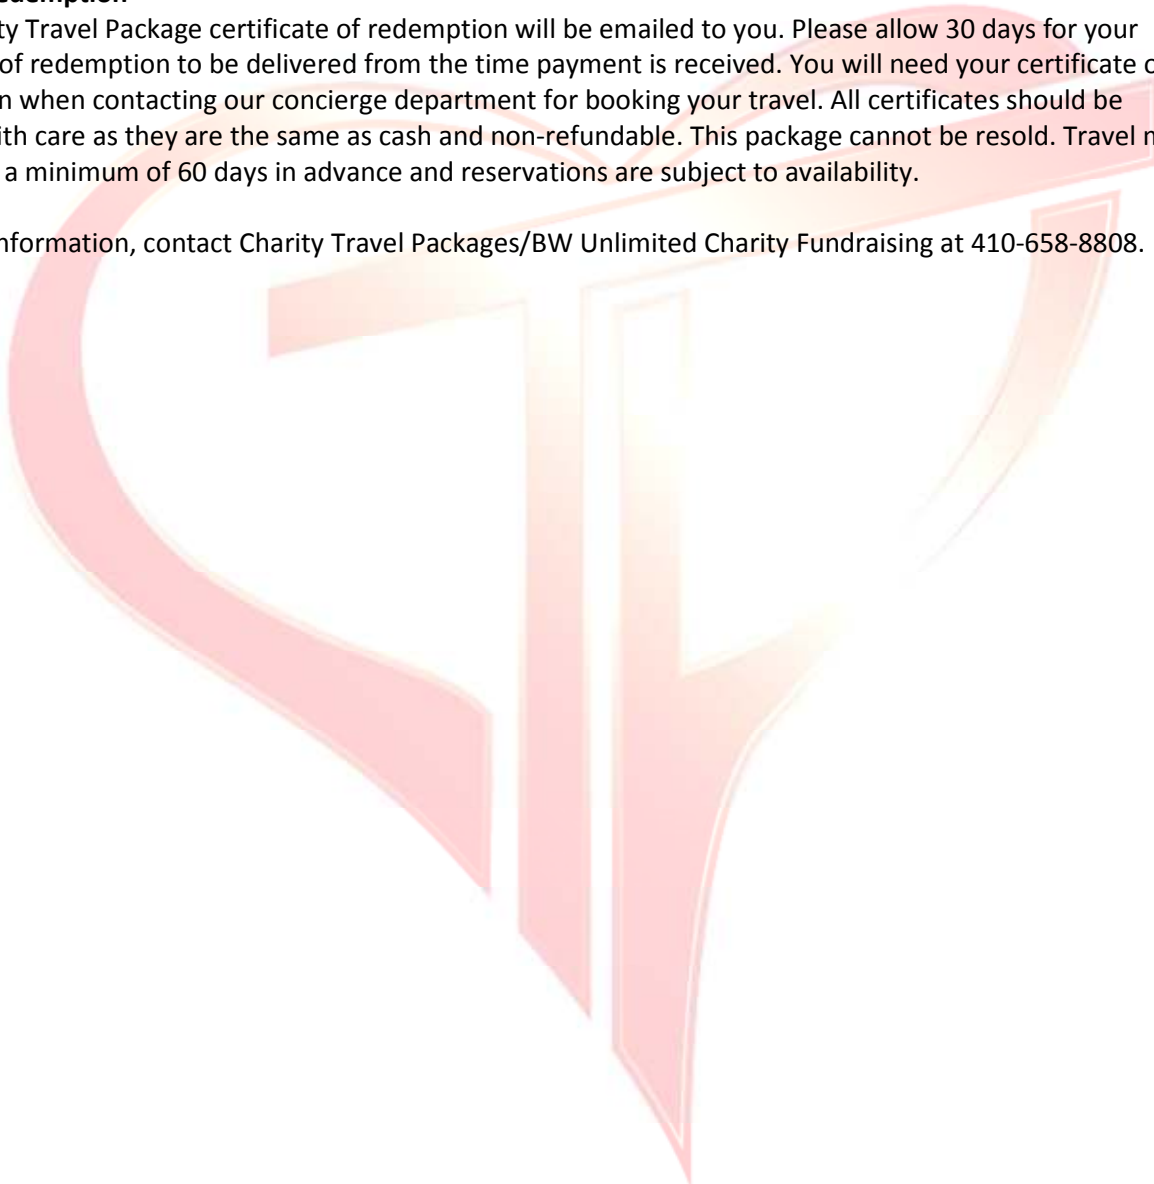 edemption
ty Travel Package certificate of redemption will be emailed to you. Please allow 30 days for your
of redemption to be delivered from the time payment is received. You will need your certificate o
n when contacting our concierge department for booking your travel. All certificates should be
ith care as they are the same as cash and non-refundable. This package cannot be resold. Travel m
a minimum of 60 days in advance and reservations are subject to availability.
nformation, contact Charity Travel Packages/BW Unlimited Charity Fundraising at 410-658-8808.